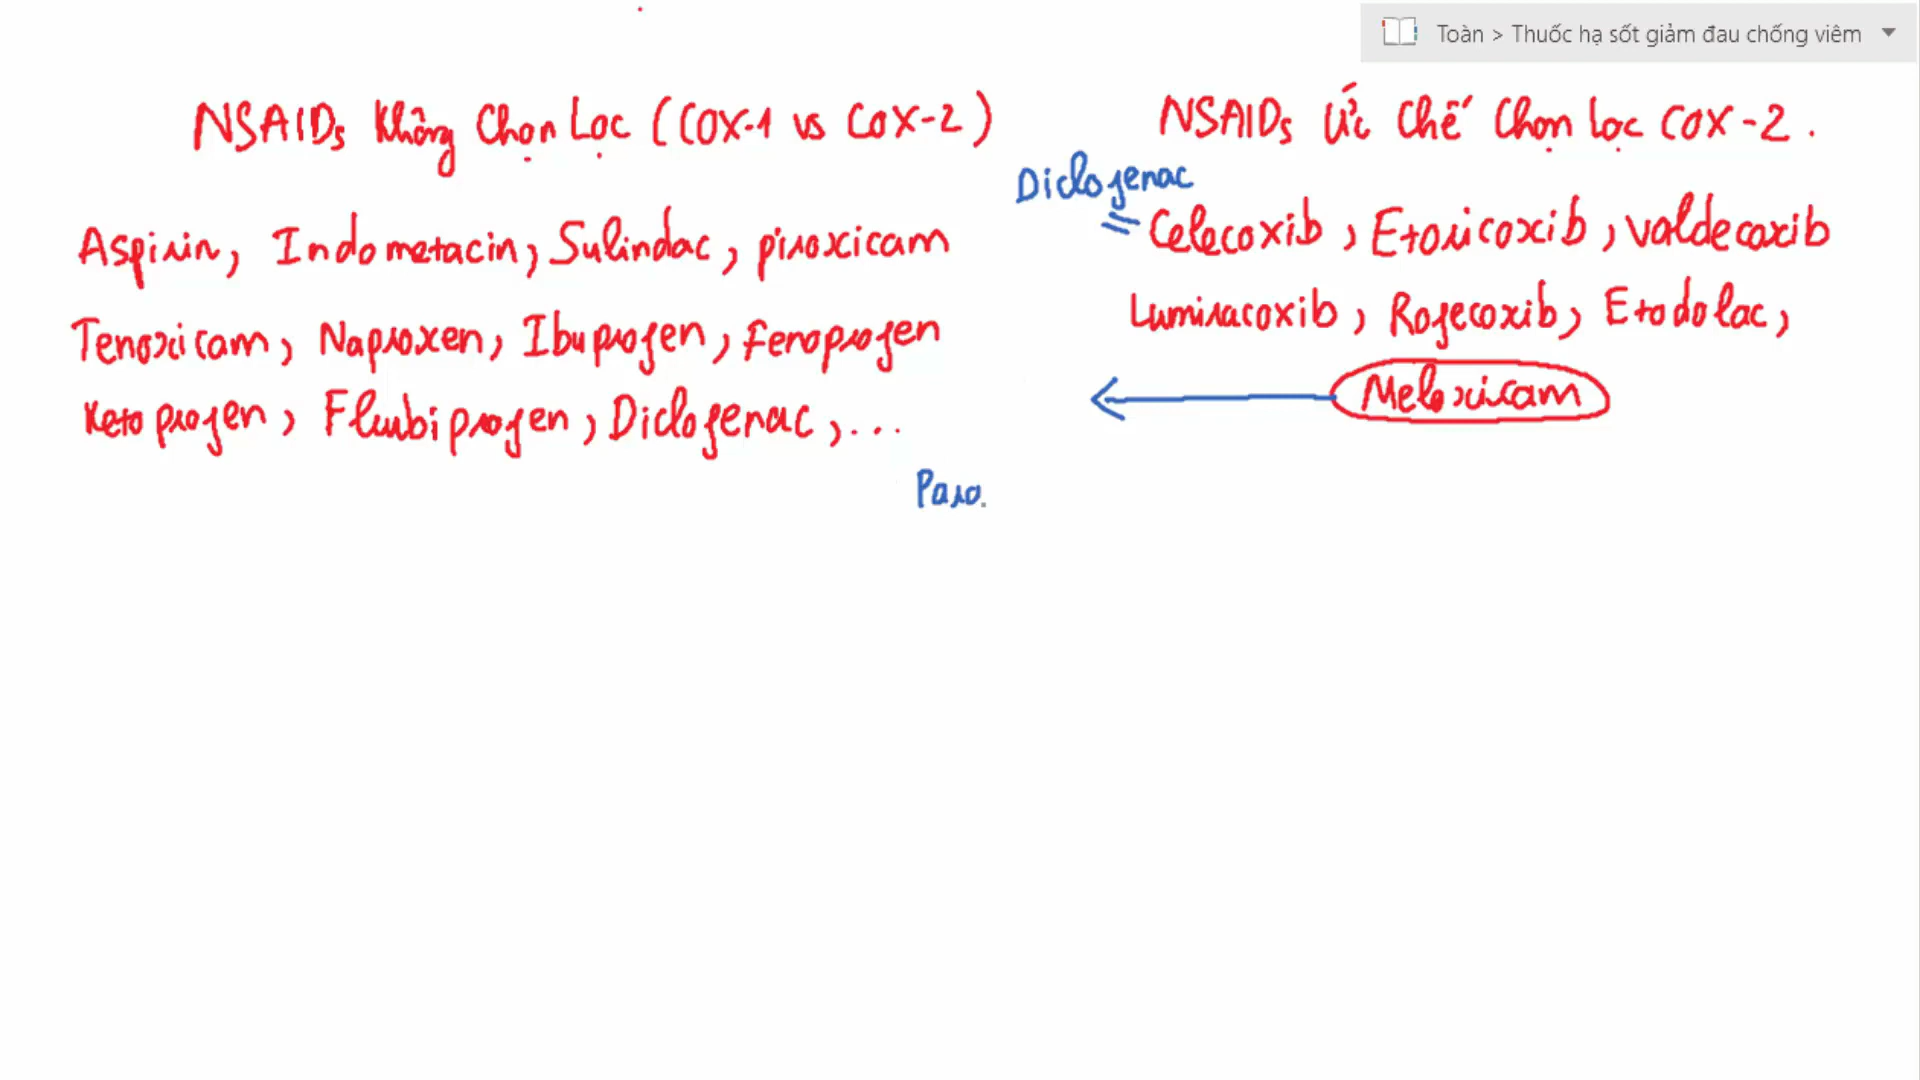 Toàn > Thuốc hạ sốt giảm đau chống viêm
NSAIDs Không Chọn Lọc (COX-1 vs COX-2)
Aspirin, Indometacin, Sulindac, piroxicam
Tenoxicam, Naproxen, Ibuprofen, Fenoprofen
Ketoprofen, Flurbiprofen, Diclofenac, ...
Paro.
NSAIDs Ức Chế Chọn lọc COX-2.
Diclofenac
= Celecoxib, Etoricoxib, Valdecoxib
Lumiracoxib, Rofecoxib, Etodolac,
Meloxicam